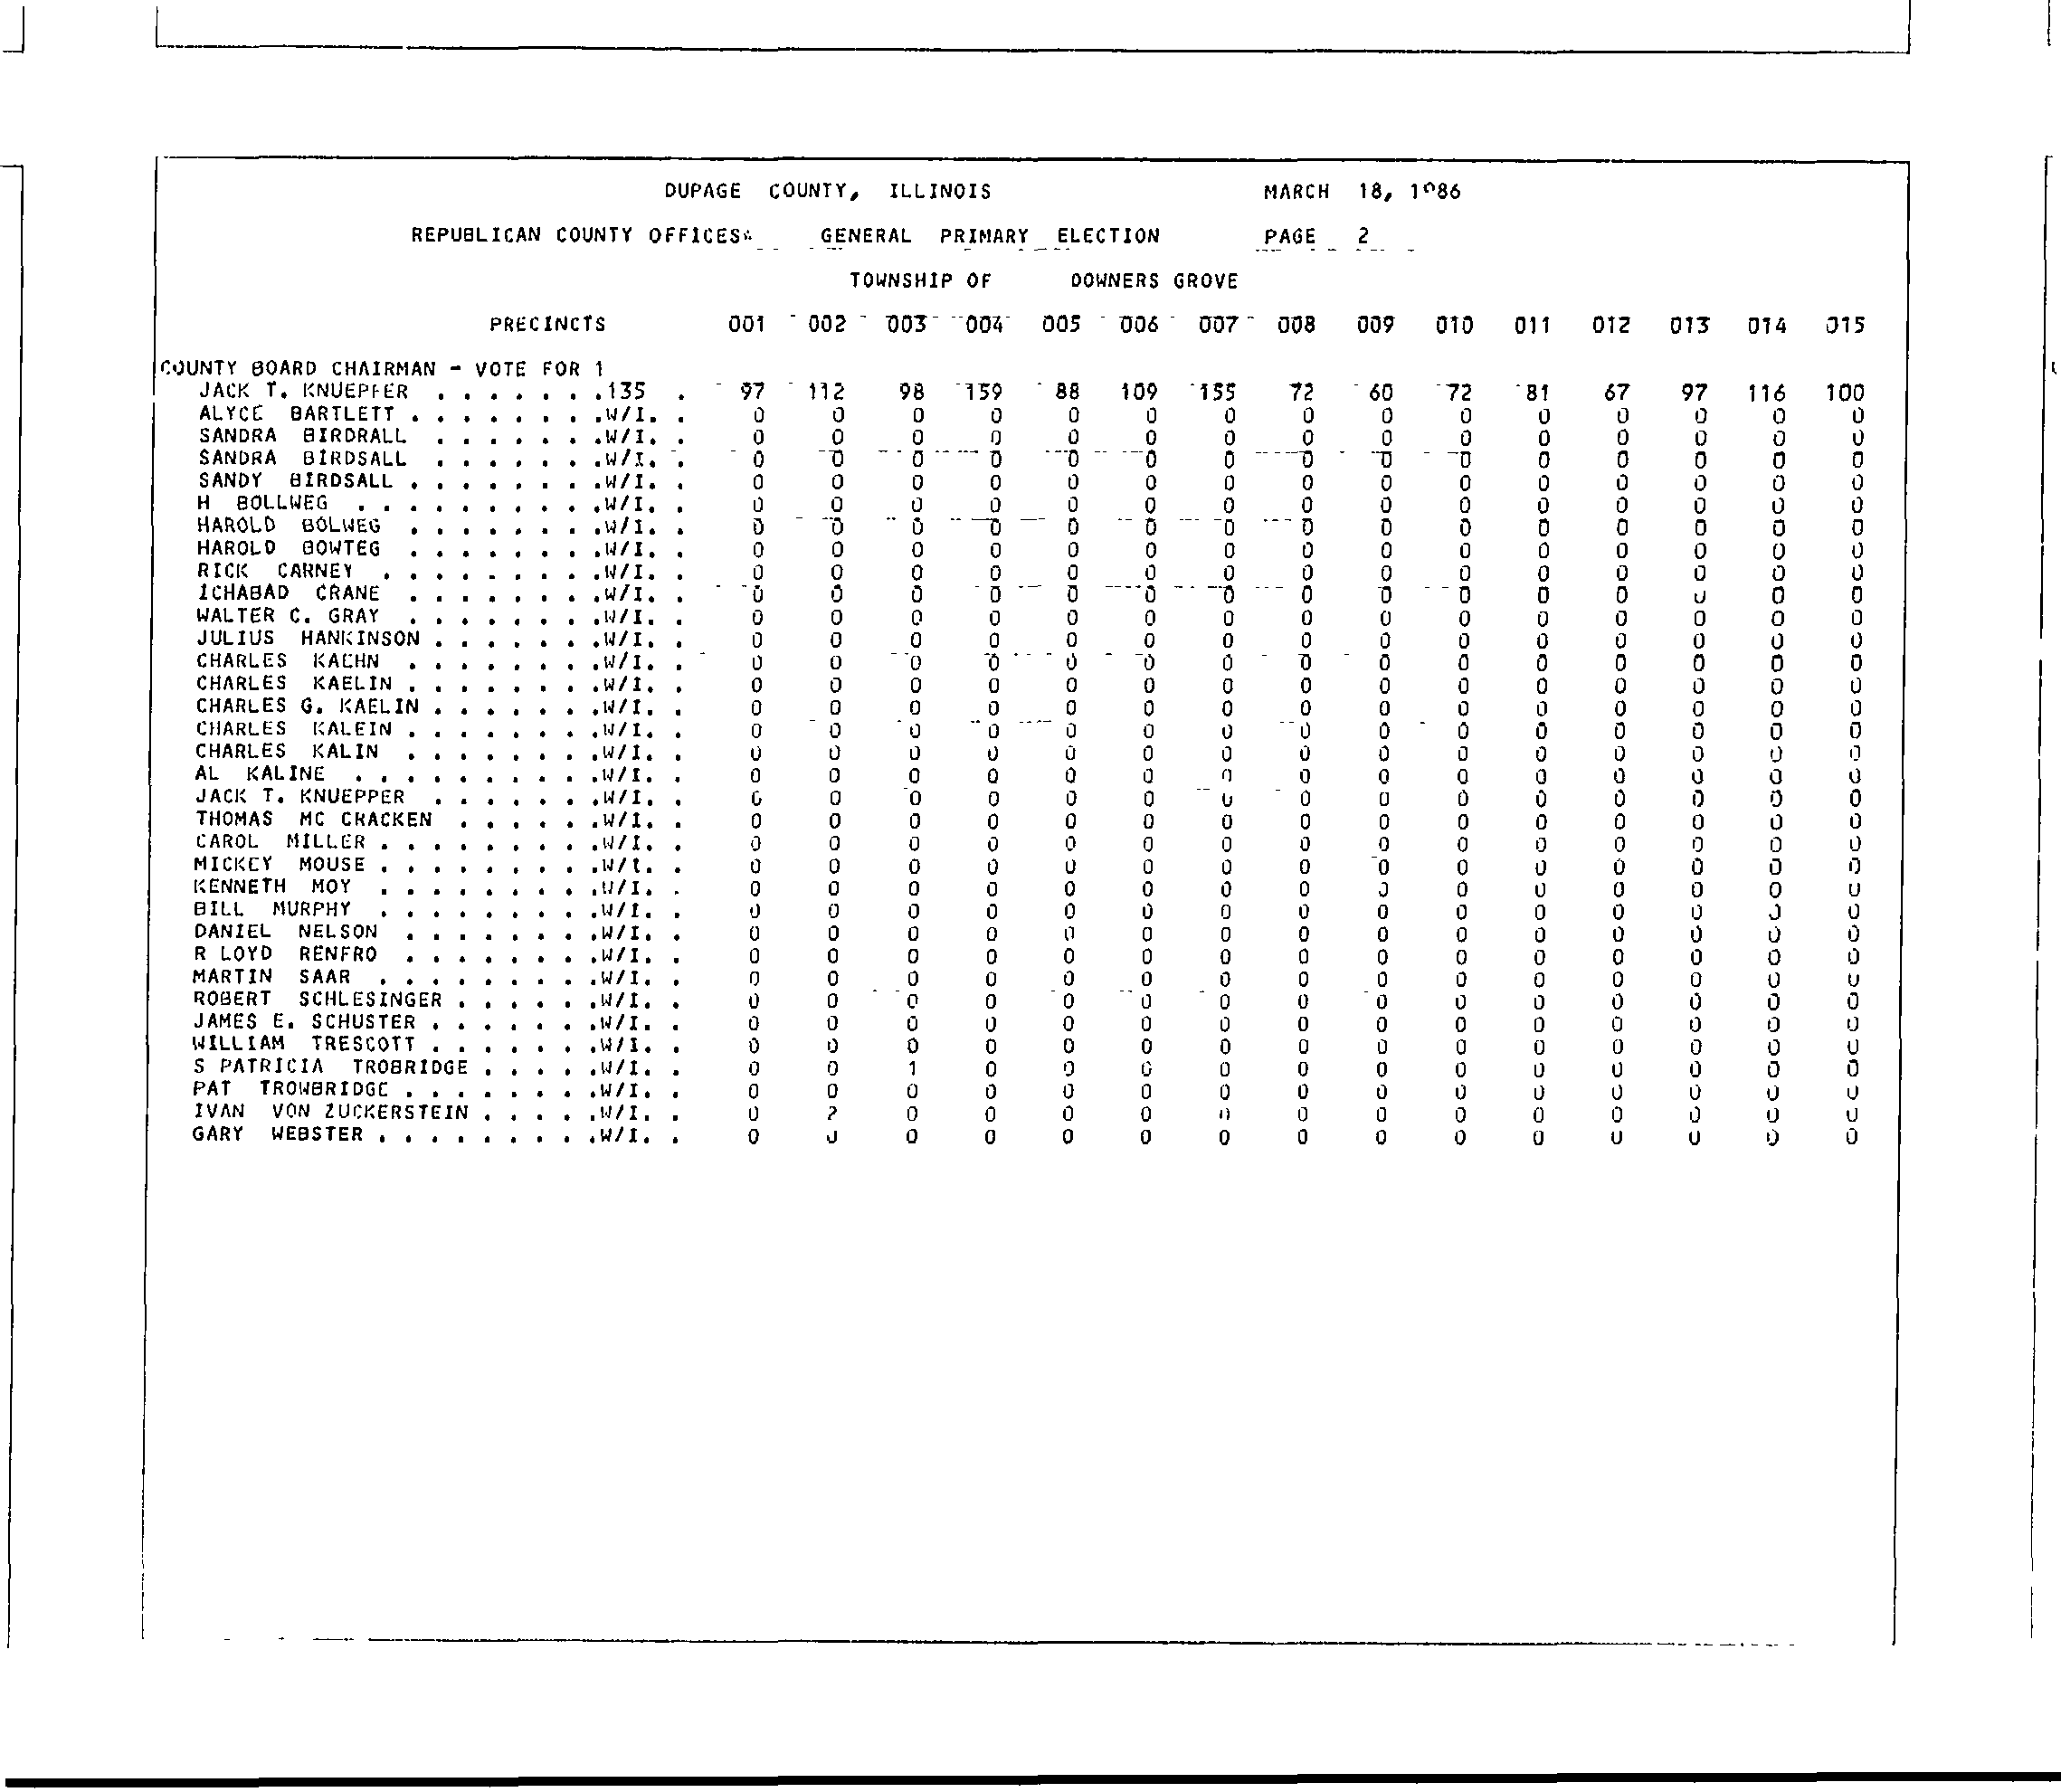 DUPAGE COUNTY, ILLINOIS MARCH 18, 1986
REPUBLICAN COUNTY OFFICES GENERAL PRIMARY ELECTION PAGE 2
TOWNSHIP OF DOWNERS GROVE
PRECINCTS 001 002 003 004 005 006 007 008 009 010 011 012 013 014 015
COUNTY BOARD CHAIRMAN - VOTE FOR 1
JACK T. KNUEPFER . . . . . . .135 . 97 112 98 159 88 109 155 72 60 72 81 67 97 116 100
ALYCE BARTLETT . . . . . . . .W/I. . 0 0 0 0 0 0 0 0 0 0 0 0 0 0 0
SANDRA BIRDRALL . . . . . . .W/I. . 0 0 0 0 0 0 0 0 0 0 0 0 0 0 0
SANDRA BIRDSALL . . . . . . .W/I. . 0 0 0 0 0 0 0 0 0 0 0 0 0 0 0
SANDY BIRDSALL . . . . . . . .W/I. . 0 0 0 0 0 0 0 0 0 0 0 0 0 0 0
H BOLLWEG . . . . . . . . . .W/I. . 0 0 0 0 0 0 0 0 0 0 0 0 0 0 0
HAROLD BOLWEG . . . . . . . .W/I. . 0 0 0 0 0 0 0 0 0 0 0 0 0 0 0
HAROLD BOWTEG . . . . . . . .W/I. . 0 0 0 0 0 0 0 0 0 0 0 0 0 0 0
RICK CARNEY . . . . . . . . .W/I. . 0 0 0 0 0 0 0 0 0 0 0 0 0 0 0
ICHABAD CRANE . . . . . . . .W/I. . 0 0 0 0 0 0 0 0 0 0 0 0 0 0 0
WALTER C. GRAY . . . . . . . .W/I. . 0 0 0 0 0 0 0 0 0 0 0 0 0 0 0
JULIUS HANKINSON . . . . . . .W/I. . 0 0 0 0 0 0 0 0 0 0 0 0 0 0 0
CHARLES KAEHN . . . . . . . .W/I. . 0 0 0 0 0 0 0 0 0 0 0 0 0 0 0
CHARLES KAELIN . . . . . . . .W/I. . 0 0 0 0 0 0 0 0 0 0 0 0 0 0 0
CHARLES G. KAELIN . . . . . . .W/I. . 0 0 0 0 0 0 0 0 0 0 0 0 0 0 0
CHARLES KALEIN . . . . . . . .W/I. . 0 0 0 0 0 0 0 0 0 0 0 0 0 0 0
CHARLES KALIN . . . . . . . .W/I. . 0 0 0 0 0 0 0 0 0 0 0 0 0 0 0
AL KALINE . . . . . . . . . .W/I. . 0 0 0 0 0 0 0 0 0 0 0 0 0 0 0
JACK T. KNUEPPER . . . . . . .W/I. . 0 0 0 0 0 0 0 0 0 0 0 0 0 0 0
THOMAS MC CRACKEN . . . . . .W/I. . 0 0 0 0 0 0 0 0 0 0 0 0 0 0 0
CAROL MILLER . . . . . . . . .W/I. . 0 0 0 0 0 0 0 0 0 0 0 0 0 0 0
MICKEY MOUSE . . . . . . . . .W/I. . 0 0 0 0 0 0 0 0 0 0 0 0 0 0 0
KENNETH MOY . . . . . . . . .W/I. . 0 0 0 0 0 0 0 0 0 0 0 0 0 0 0
BILL MURPHY . . . . . . . . .W/I. . 0 0 0 0 0 0 0 0 0 0 0 0 0 0 0
DANIEL NELSON . . . . . . . .W/I. . 0 0 0 0 0 0 0 0 0 0 0 0 0 0 0
R LOYD RENFRO . . . . . . . .W/I. . 0 0 0 0 0 0 0 0 0 0 0 0 0 0 0
MARTIN SAAR . . . . . . . . .W/I. . 0 0 0 0 0 0 0 0 0 0 0 0 0 0 0
ROBERT SCHLESINGER . . . . . .W/I. . 0 0 0 0 0 0 0 0 0 0 0 0 0 0 0
JAMES E. SCHUSTER . . . . . . .W/I. . 0 0 0 0 0 0 0 0 0 0 0 0 0 0 0
WILLIAM TRESCOTT . . . . . . .W/I. . 0 0 0 0 0 0 0 0 0 0 0 0 0 0 0
S PATRICIA TROBRIDGE . . . . .W/I. . 0 0 1 0 0 0 0 0 0 0 0 0 0 0 0
PAT TROWBRIDGE . . . . . . . .W/I. . 0 0 0 0 0 0 0 0 0 0 0 0 0 0 0
IVAN VON ZUCKERSTEIN . . . . .W/I. . 0 2 0 0 0 0 0 0 0 0 0 0 0 0 0
GARY WEBSTER . . . . . . . . .W/I. . 0 0 0 0 0 0 0 0 0 0 0 0 0 0 0